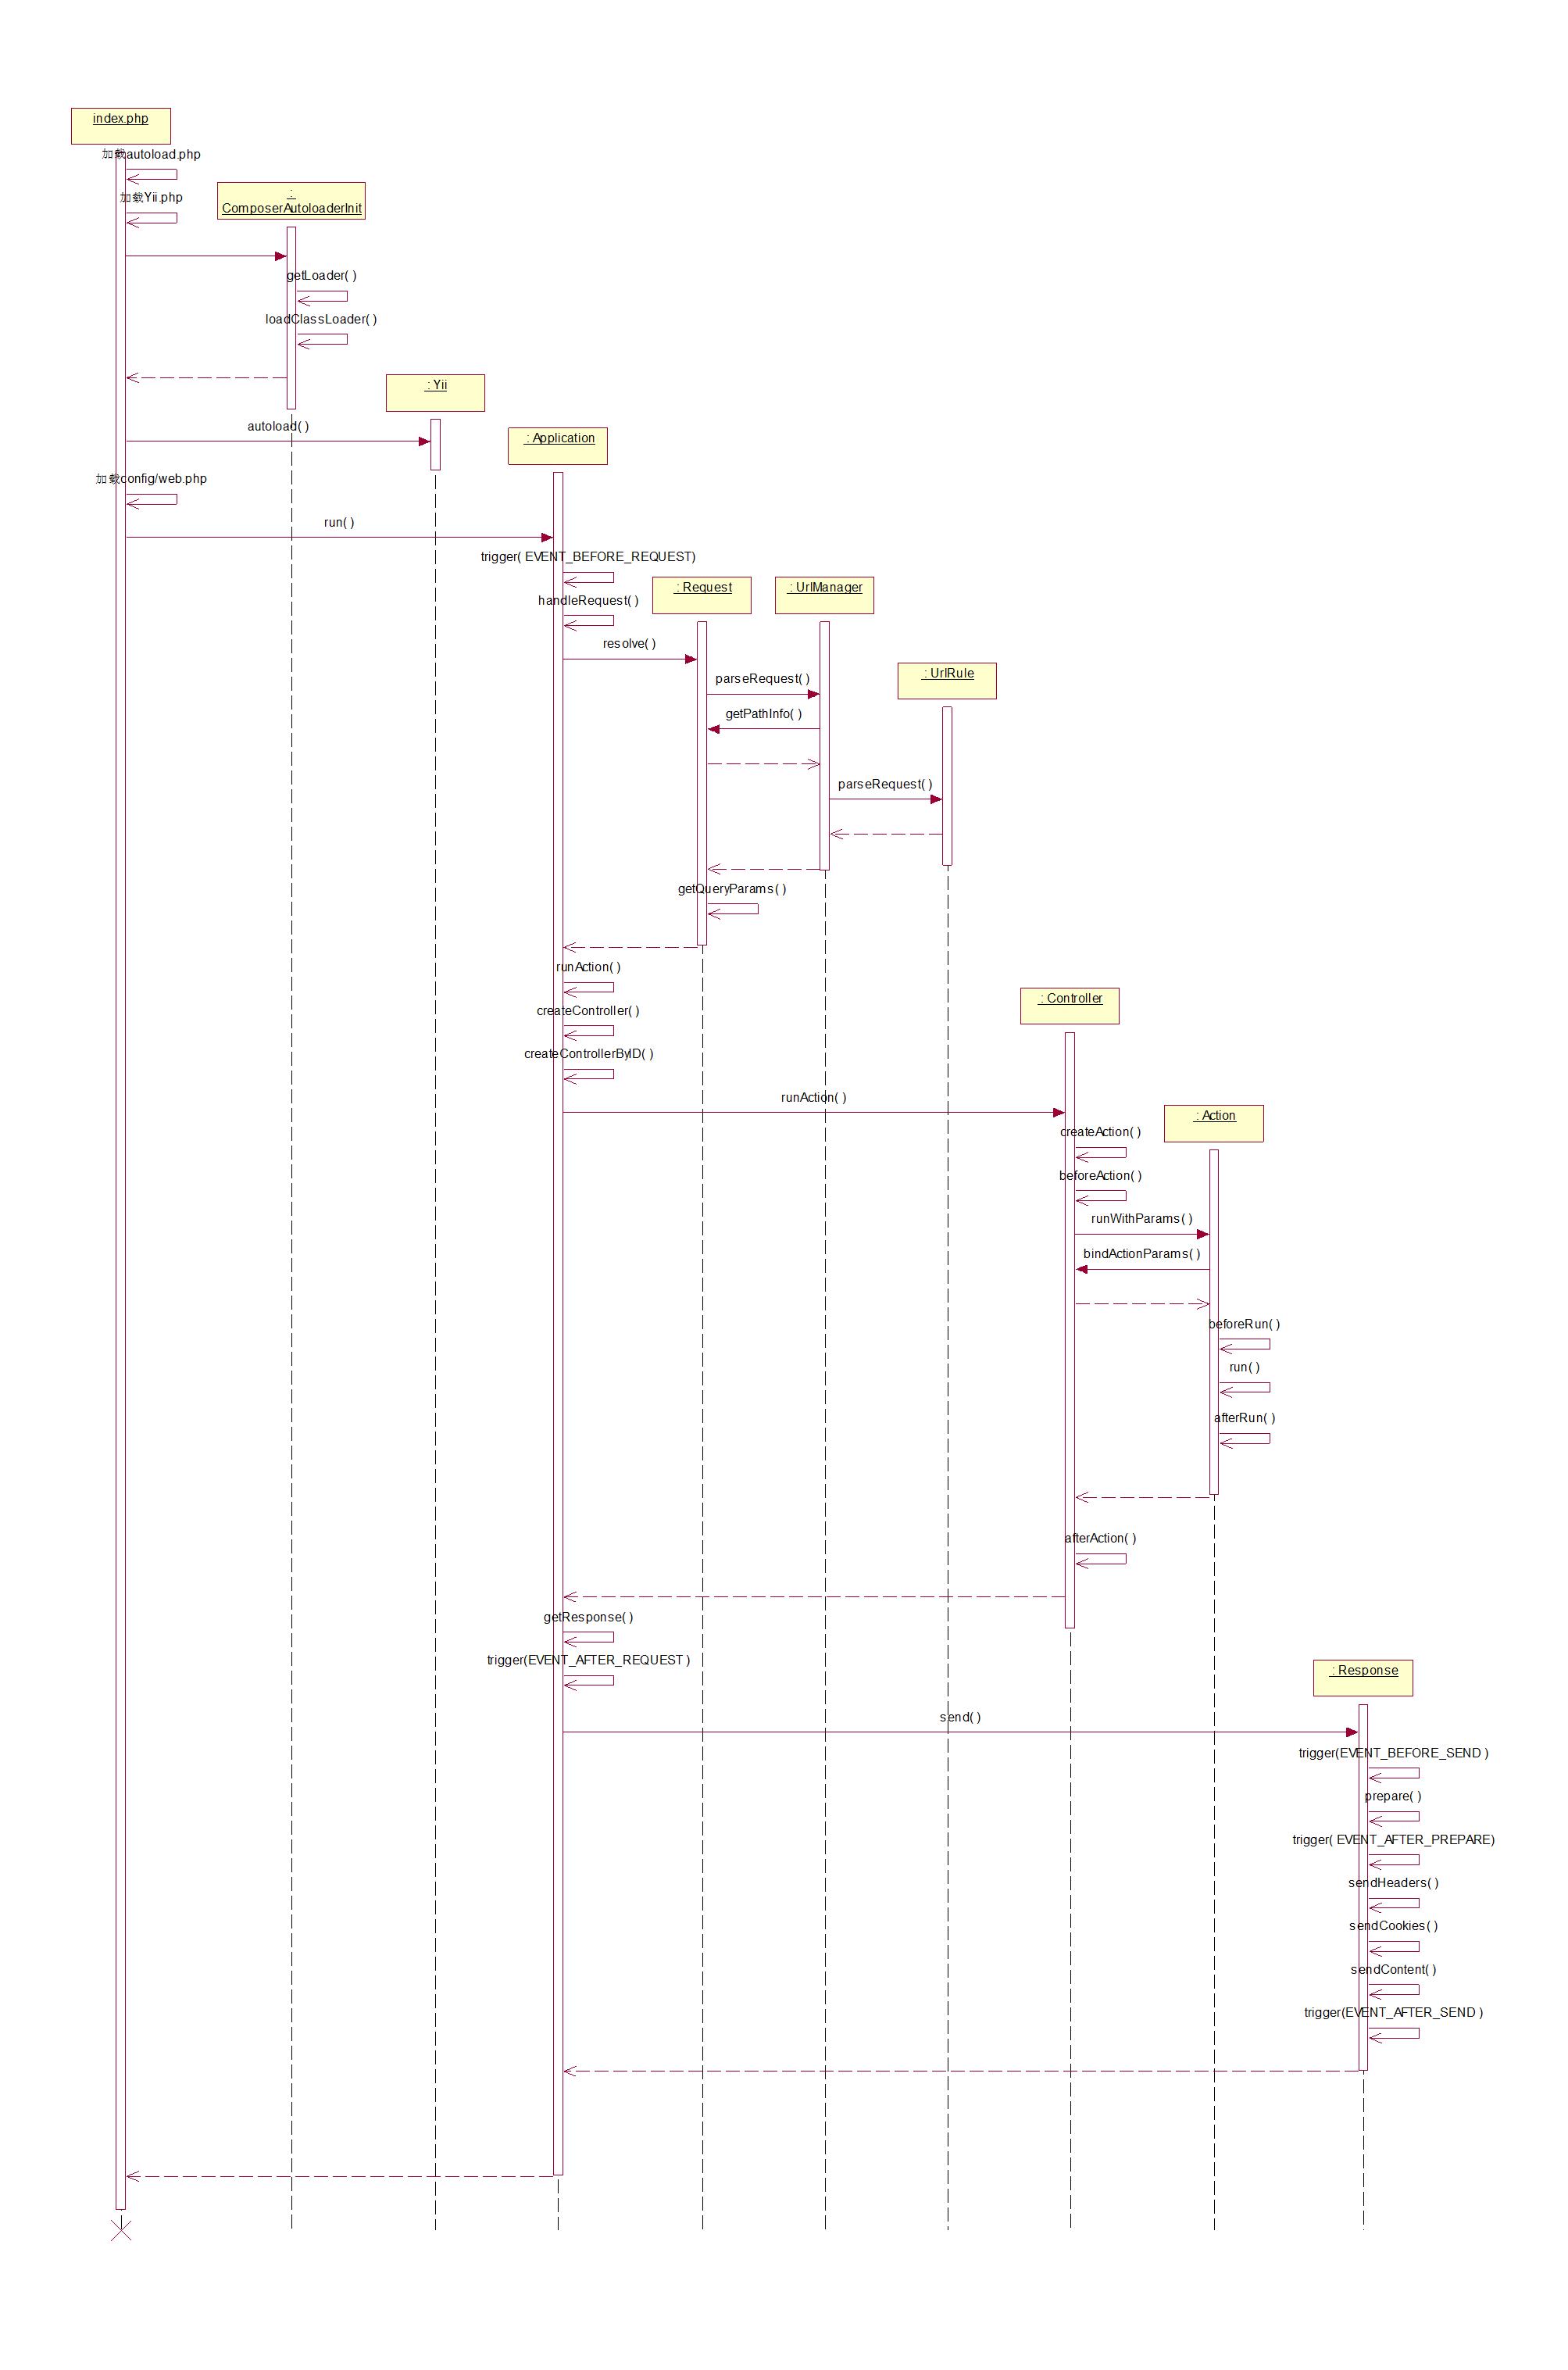 index.php
加载autoload.php
加载Yii.php
:
ComposerAutoloaderInit
getLoader( )
loadClassLoader( )
: Yii
autoload( )
: Application
加载config/web.php
run( )
trigger( EVENT_BEFORE_REQUEST)
: Request
: UrlManager
handleRequest( )
resolve( )
: UrlRule
parseRequest( )
getPathInfo( )
parseRequest( )
getQueryParams( )
runAction( )
: Controller
createController( )
createControllerByID( )
runAction( )
: Action
createAction( )
beforeAction( )
runWithParams( )
bindActionParams( )
beforeRun( )
run( )
afterRun( )
afterAction( )
getResponse( )
trigger(EVENT_AFTER_REQUEST )
: Response
send( )
trigger(EVENT_BEFORE_SEND )
prepare( )
trigger( EVENT_AFTER_PREPARE)
sendHeaders( )
sendCookies( )
sendContent( )
trigger(EVENT_AFTER_SEND )